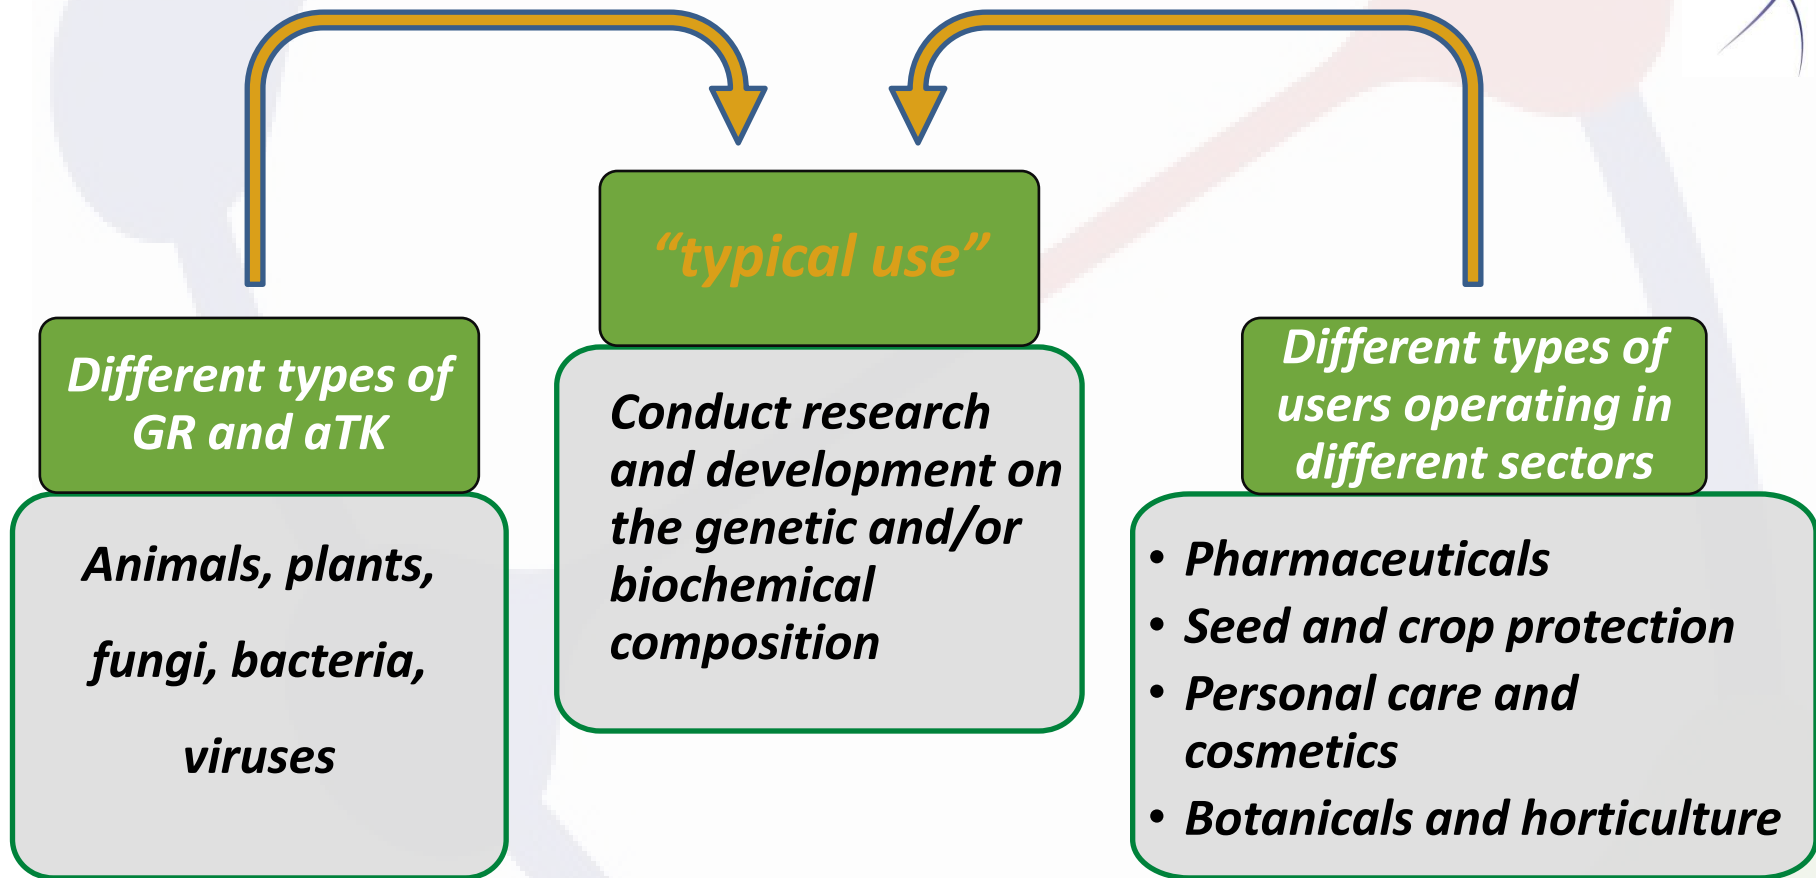 “typical use”
Conduct research
and development on
the genetic and/or
biochemical
composition
Different types of
GR and aTK
Animals, plants,
fungi, bacteria,
viruses
Different types of
users operating in
different sectors
• Pharmaceuticals
• Seed and crop protection
• Personal care and
cosmetics
• Botanicals and horticulture